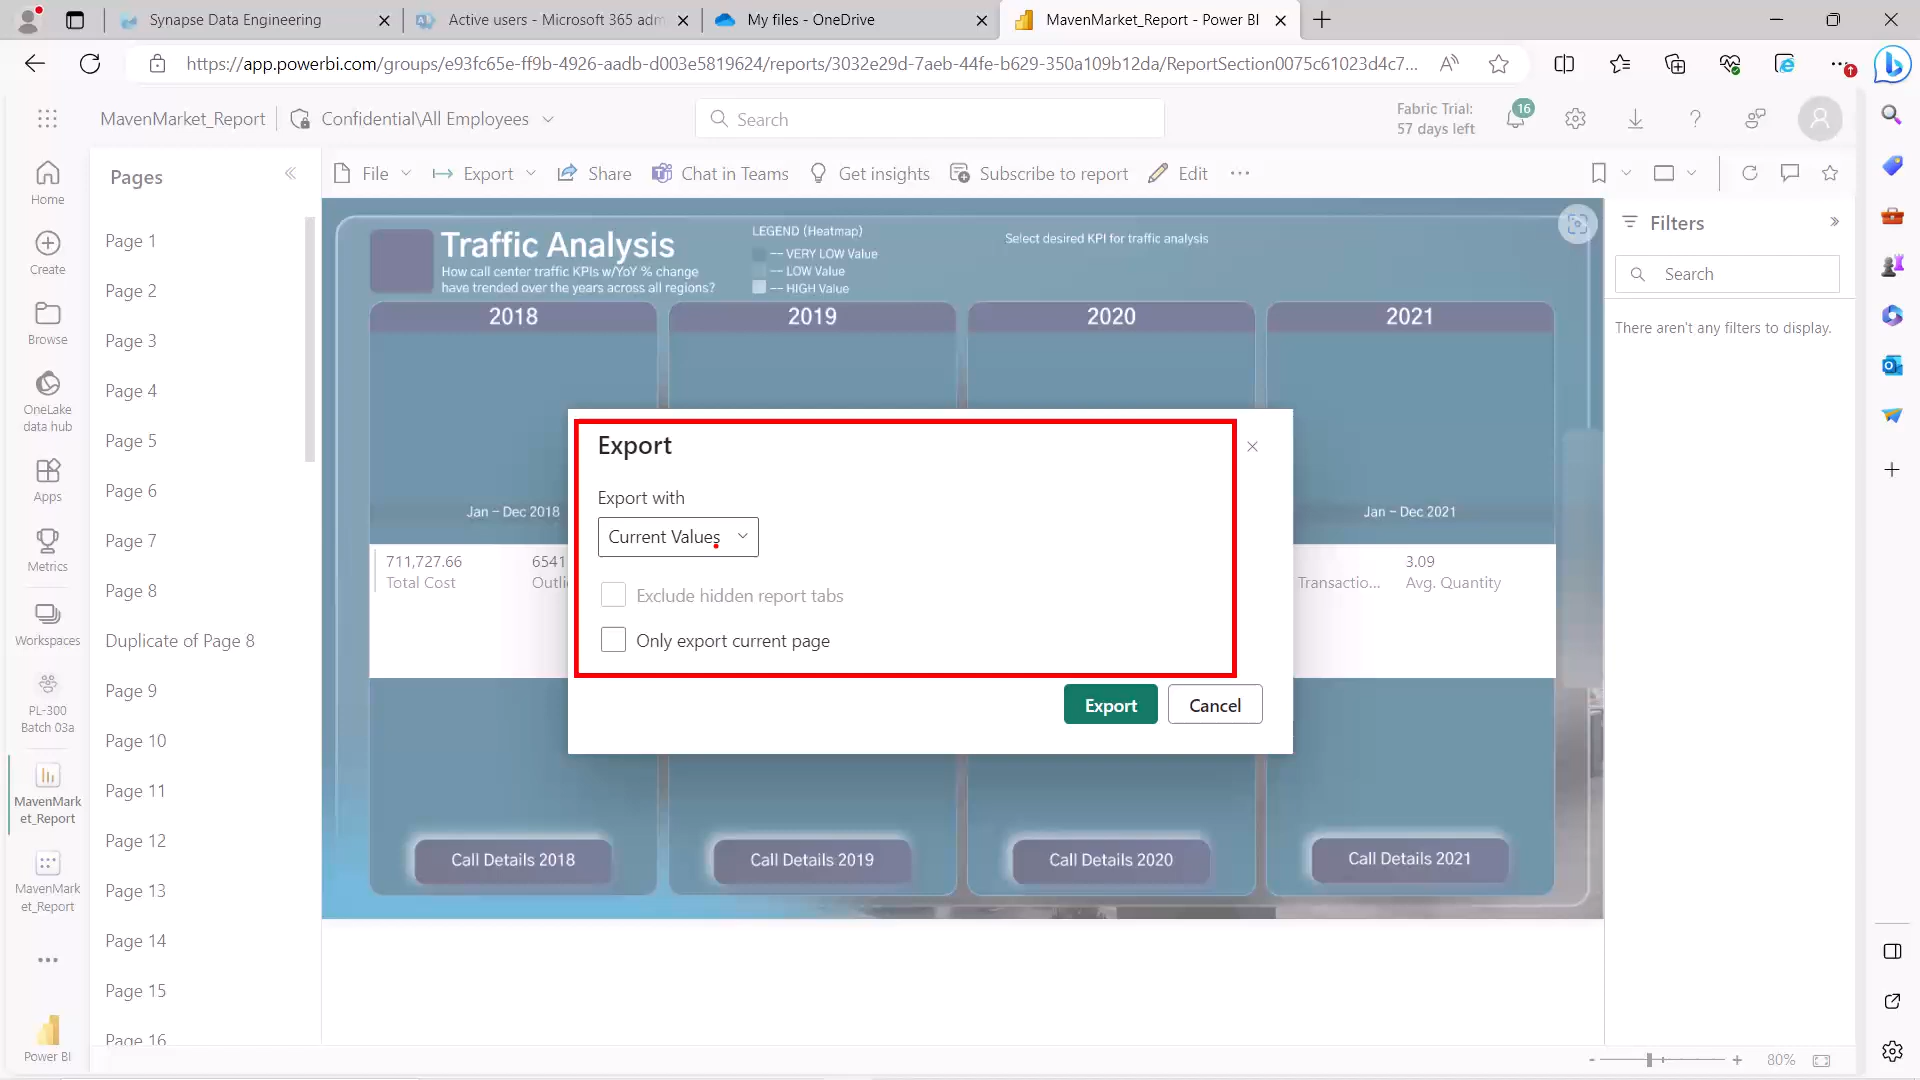 Synapse Data Engineering
Active users - Microsoft 365 adm
My files - OneDrive
MavenMarket_Report - Power BI
https://app.powerbi.com/groups/e93fc65e-ff9b-4926-aadb-d003e5819624/reports/3032e29d-7aeb-44fe-b629-350a109b12da/ReportSection0075c61023d4c7...
MavenMarket_Report
Confidential\All Employees
Search
Fabric Trial:
57 days left
16
Home
Create
Browse
OneLake
data hub
Apps
Metrics
Workspaces
PL-300
Batch 03a
MavenMark
et_Report
MavenMark
et_Report
Power BI
Pages
Page 1
Page 2
Page 3
Page 4
Page 5
Page 6
Page 7
Page 8
Duplicate of Page 8
Page 9
Page 10
Page 11
Page 12
Page 13
Page 14
Page 15
Page 16
File
Export
Share
Chat in Teams
Get insights
Subscribe to report
Edit
Traffic Analysis
How call center traffic KPIs w/YoY % change
have trended over the years across all regions?
LEGEND (Heatmap)
-- VERY LOW Value
-- LOW Value
-- HIGH Value
Select desired KPI for traffic analysis
2018
2019
2020
2021
Jan - Dec 2018
Jan - Dec 2021
711,727.66
Total Cost
6541
Outli
Transactio...
3.09
Avg. Quantity
Export
Export with
Current Values
Exclude hidden report tabs
Only export current page
Export
Cancel
Call Details 2018
Call Details 2019
Call Details 2020
Call Details 2021
Filters
Search
There aren't any filters to display.
80%